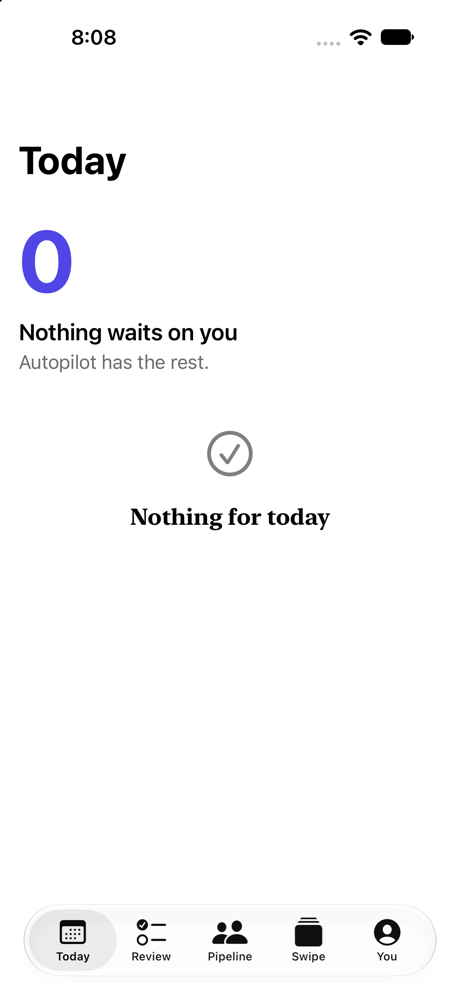 8:08
Today
0
Nothing waits on you
Autopilot has the rest.
Nothing for today
Today
Review
Pipeline
Swipe
You